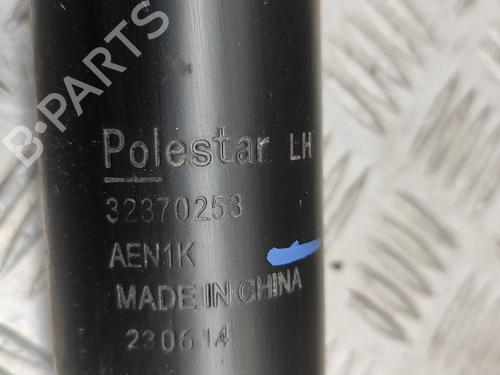 B-PARTS
Polestar LH
32370253
AEN1K
MADE IN CHINA
230614